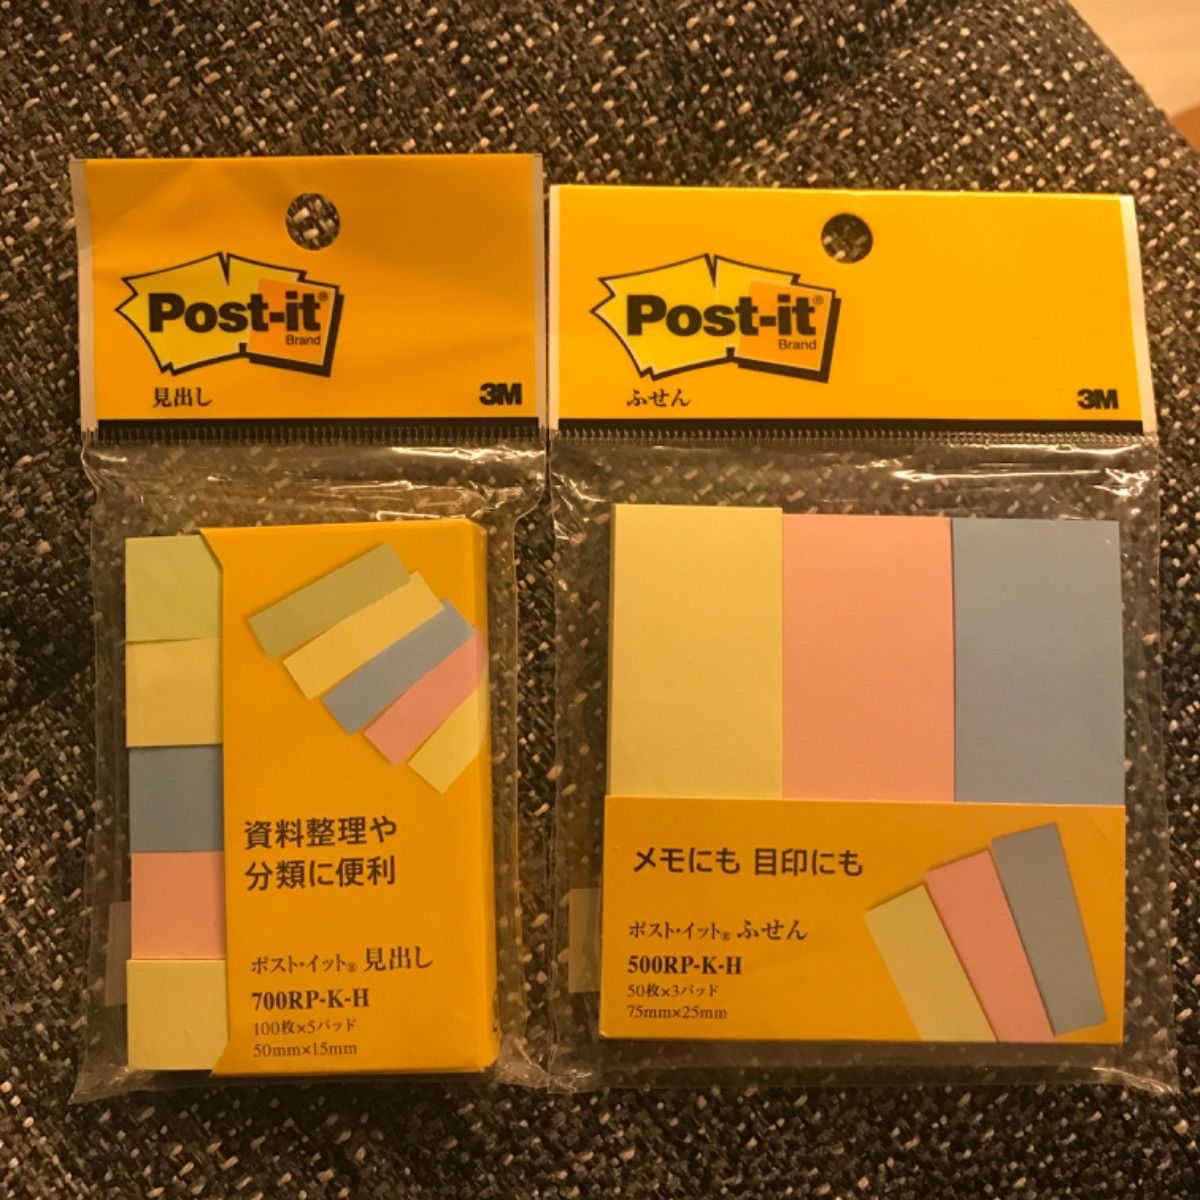 Post-it®
Brand
見出し
3M
資料整理や
分類に便利
ポスト・イット® 見出し
700RP-K-H
100枚×5パッド
50mm×15mm
Post-it®
Brand
ふせん
3M
メモにも 目印にも
ポスト・イット® ふせん
500RP-K-H
50枚×3パッド
75mm×25mm